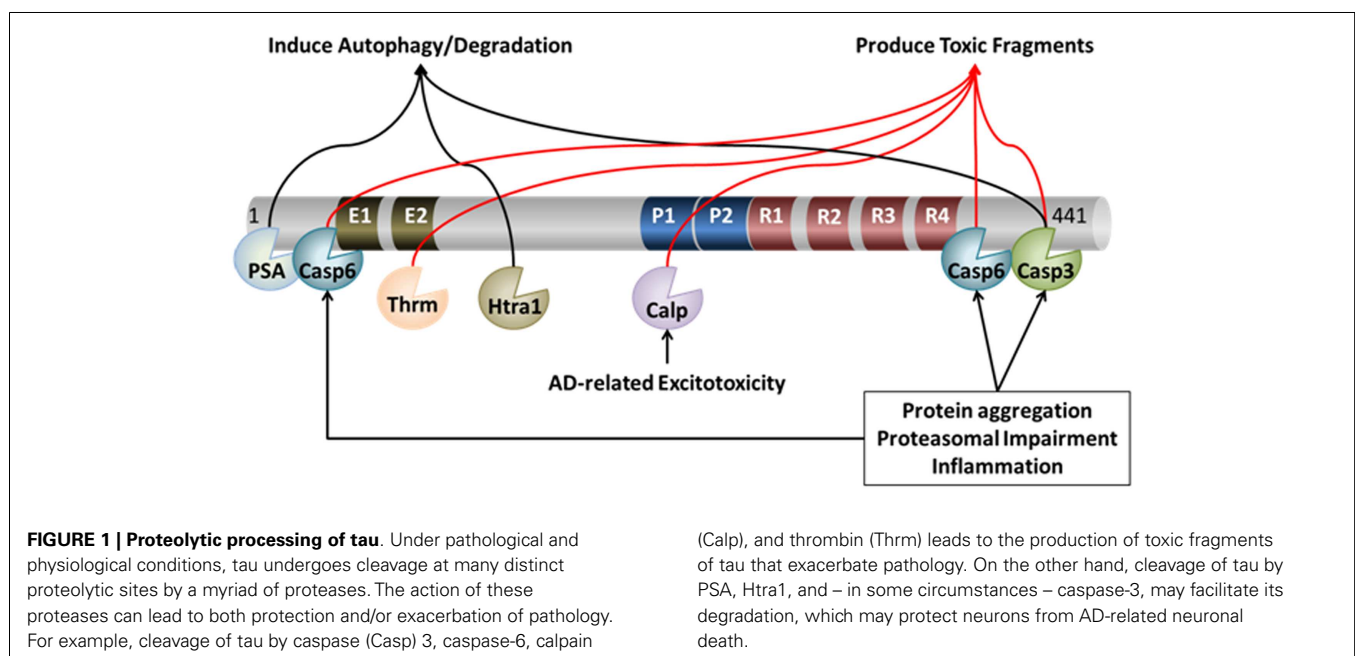 Induce Autophagy/Degradation
Produce Toxic Fragments
1
E1
E2
P1
P2
R1
R2
R3
R4
441
PSA
Casp6
Thrm
Htra1
Calp
Casp6
Casp3
AD-related Excitotoxicity
Protein aggregation
Proteasomal Impairment
Inflammation
FIGURE 1 | Proteolytic processing of tau. Under pathological and
physiological conditions, tau undergoes cleavage at many distinct
proteolytic sites by a myriad of proteases. The action of these
proteases can lead to both protection and/or exacerbation of pathology.
For example, cleavage of tau by caspase (Casp) 3, caspase-6, calpain
(Calp), and thrombin (Thrm) leads to the production of toxic fragments
of tau that exacerbate pathology. On the other hand, cleavage of tau by
PSA, Htra1, and – in some circumstances – caspase-3, may facilitate its
degradation, which may protect neurons from AD-related neuronal
death.